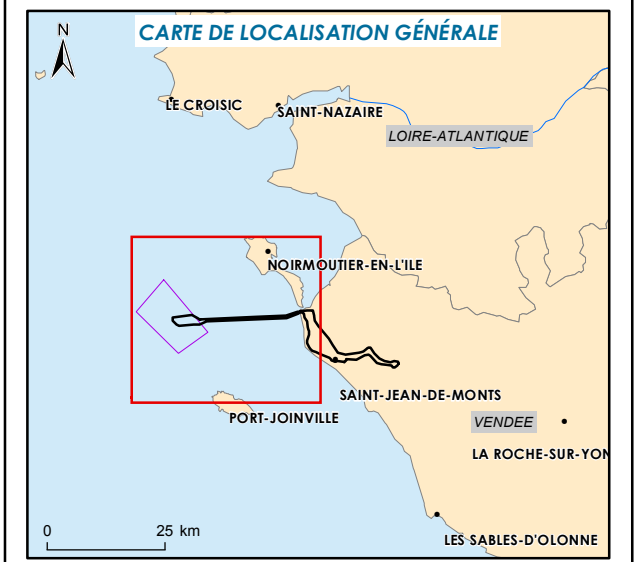 N
CARTE DE LOCALISATION GÉNÉRALE
LE CROISIC
SAINT-NAZAIRE
LOIRE-ATLANTIQUE
NOIRMOUTIER-EN-L'ILE
SAINT-JEAN-DE-MONTS
PORT-JOINVILLE
VENDEE
LA ROCHE-SUR-YON
0 25 km
LES SABLES-D'OLONNE